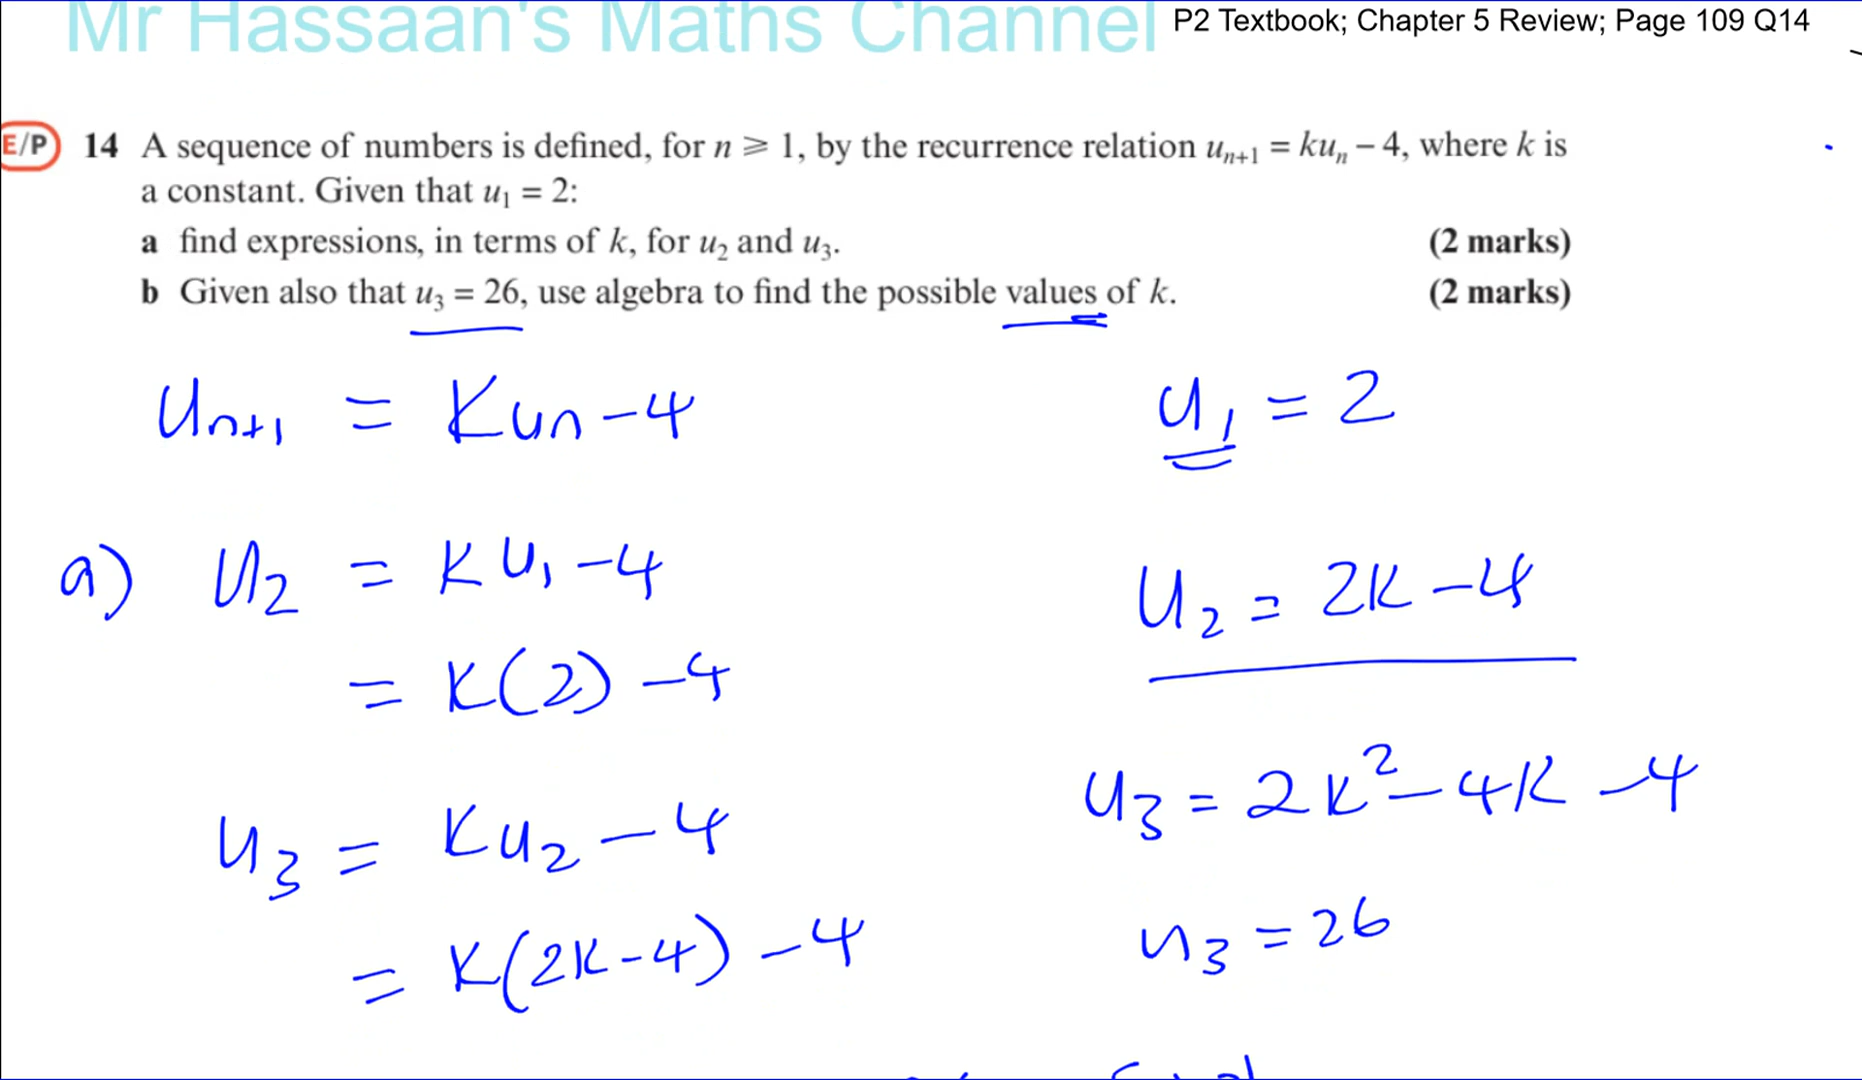 Mr Hassaan's Maths Channel P2 Textbook; Chapter 5 Review; Page 109 Q14
E/P 14 A sequence of numbers is defined, for n ⩾ 1, by the recurrence relation uₙ₊₁ = kuₙ − 4, where k is
a constant. Given that u₁ = 2:
a find expressions, in terms of k, for u₂ and u₃. (2 marks)
b Given also that u₃ = 26, use algebra to find the possible values of k. (2 marks)
Uₙ₊₁ = Kuₙ − 4 U₁ = 2
a) U₂ = KU₁ − 4 U₂ = 2K − 4
= K(2) − 4
U₃ = 2K² − 4K − 4
U₃ = KU₂ − 4
U₃ = 26
= K(2K − 4) − 4